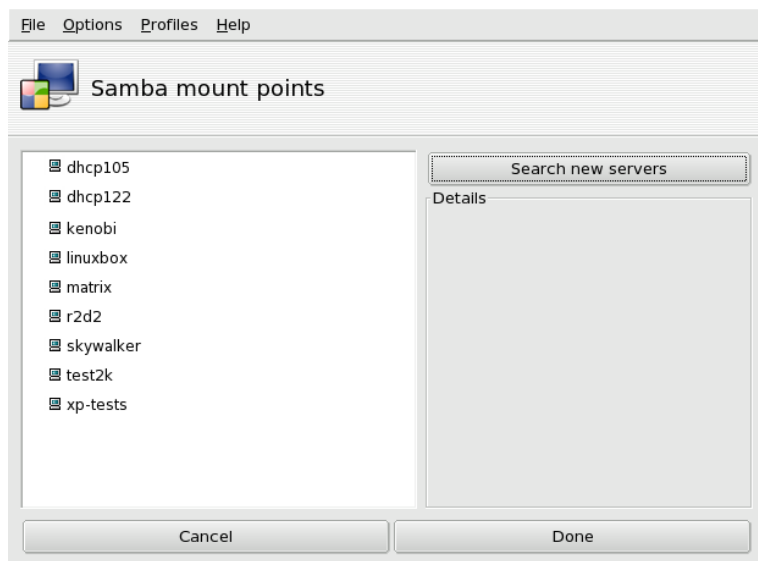 File Options Profiles Help
Samba mount points
dhcp105
dhcp122
kenobi
linuxbox
matrix
r2d2
skywalker
test2k
xp-tests
Search new servers
Details
Cancel
Done